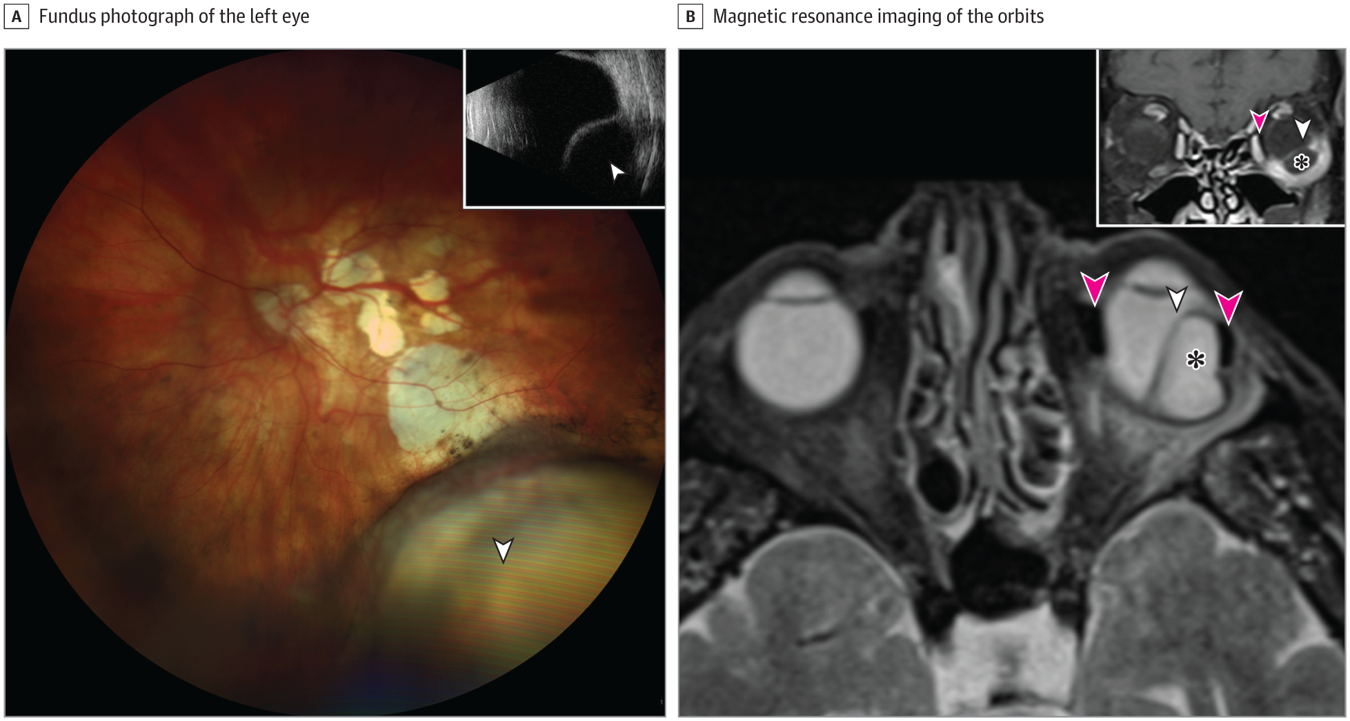 A Fundus photograph of the left eye
B Magnetic resonance imaging of the orbits
*
*